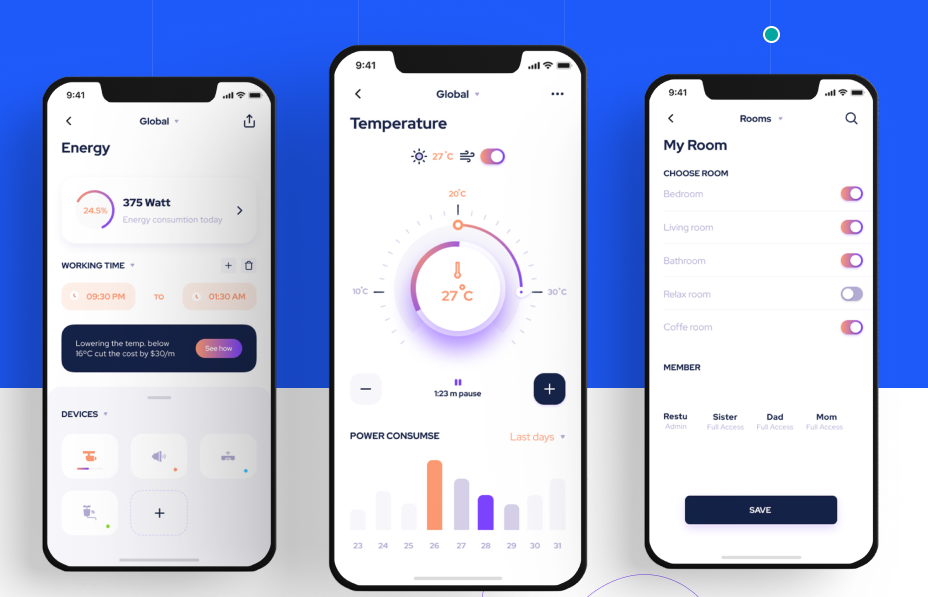 9:41
Global
Energy
24.5%
375 Watt
Energy consumtion today
WORKING TIME
09:30 PM
TO
01:30 AM
Lowering the temp. below
16°C cut the cost by $30/m
See how
DEVICES
9:41
Global
Temperature
27°C
20°C
10°C
30°C
27°C
1:23 m pause
POWER CONSUMSE
Last days
23 24 25 26 27 28 29 30 31
9:41
Rooms
My Room
CHOOSE ROOM
Bedroom
Living room
Bathroom
Relax room
Coffe room
MEMBER
Restu Sister Dad Mom
Admin Full Access Full Access Full Access
SAVE